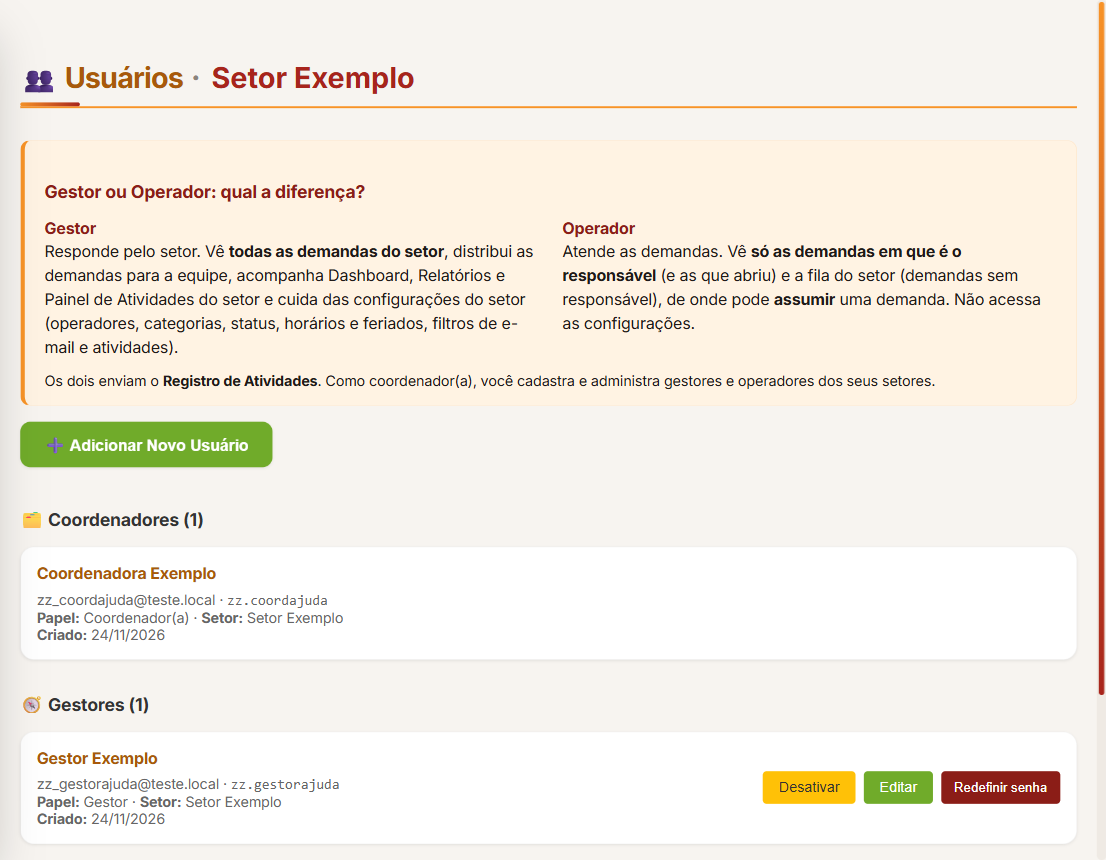 Usuários · Setor Exemplo
Gestor ou Operador: qual a diferença?
Gestor
Responde pelo setor. Vê todas as demandas do setor, distribui as
demandas para a equipe, acompanha Dashboard, Relatórios e
Painel de Atividades do setor e cuida das configurações do setor
(operadores, categorias, status, horários e feriados, filtros de e-
mail e atividades).
Operador
Atende as demandas. Vê só as demandas em que é o
responsável (e as que abriu) e a fila do setor (demandas sem
responsável), de onde pode assumir uma demanda. Não acessa
as configurações.
Os dois enviam o Registro de Atividades. Como coordenador(a), você cadastra e administra gestores e operadores dos seus setores.
Adicionar Novo Usuário
Coordenadores (1)
Coordenadora Exemplo
zz_coordajuda@teste.local · zz.coordajuda
Papel: Coordenador(a) · Setor: Setor Exemplo
Criado: 24/11/2026
Gestores (1)
Gestor Exemplo
zz_gestorajuda@teste.local · zz.gestorajuda
Papel: Gestor · Setor: Setor Exemplo
Criado: 24/11/2026
Desativar
Editar
Redefinir senha